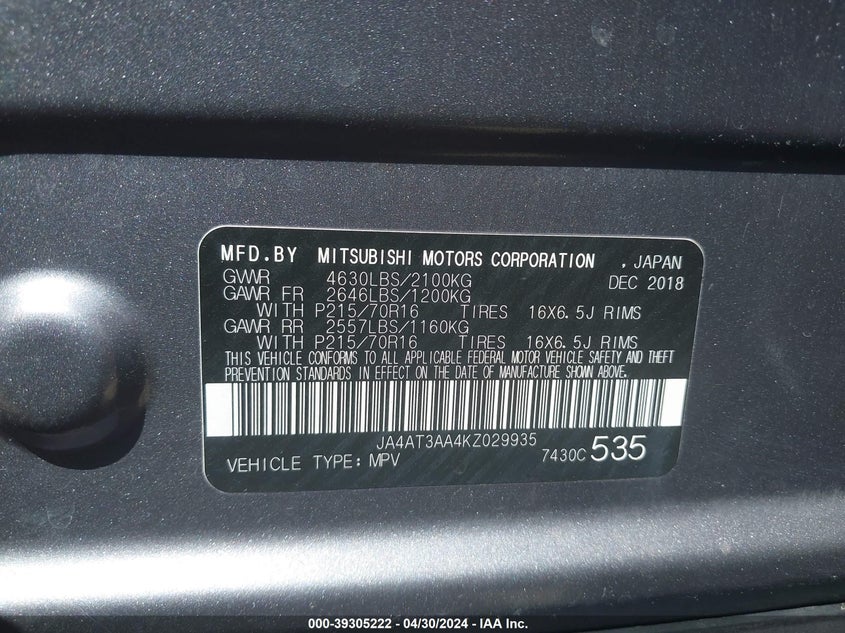 MFD.BY MITSUBISHI MOTORS CORPORATION , JAPAN
GVWR 4630LBS/2100KG DEC 2018
GAWR FR 2646LBS/1200KG
WITH P215/70R16 TIRES 16X6.5J RIMS
GAWR RR 2557LBS/1160KG
WITH P215/70R16 TIRES 16X6.5J RIMS
THIS VEHICLE CONFORMS TO ALL APPLICABLE FEDERAL MOTOR VEHICLE SAFETY AND THEFT
PREVENTION STANDARDS IN EFFECT ON THE DATE OF MANUFACTURE SHOWN ABOVE.
JA4AT3AA4KZ029935
VEHICLE TYPE: MPV 7430C 535
000-39305222 - 04/30/2024 - IAA Inc.